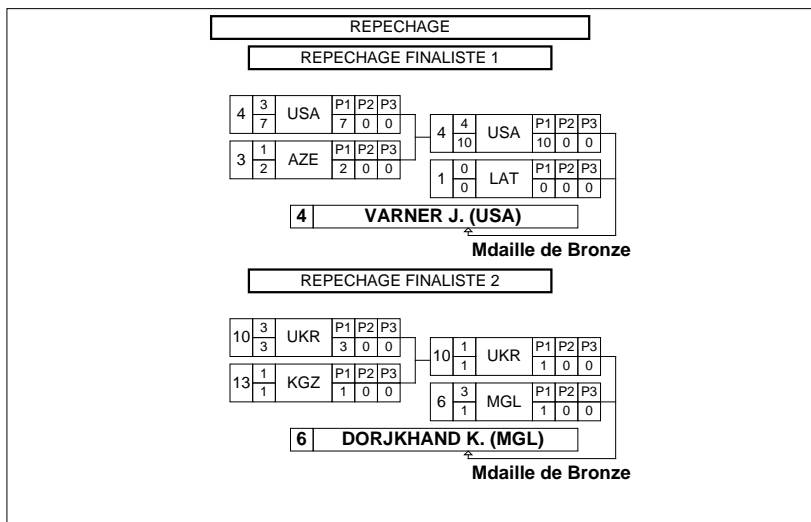 REPECHAGE
REPECHAGE FINALISTE 1
4 3 7 USA P1 P2 P3 7 0 0
3 1 2 AZE P1 P2 P3 2 0 0
4 4 10 USA P1 P2 P3 10 0 0
1 0 0 LAT P1 P2 P3 0 0 0
4 VARNER J. (USA)
Mdaille de Bronze
REPECHAGE FINALISTE 2
10 3 3 UKR P1 P2 P3 3 0 0
13 1 1 KGZ P1 P2 P3 1 0 0
10 1 1 UKR P1 P2 P3 1 0 0
6 3 1 MGL P1 P2 P3 1 0 0
6 DORJKHAND K. (MGL)
Mdaille de Bronze